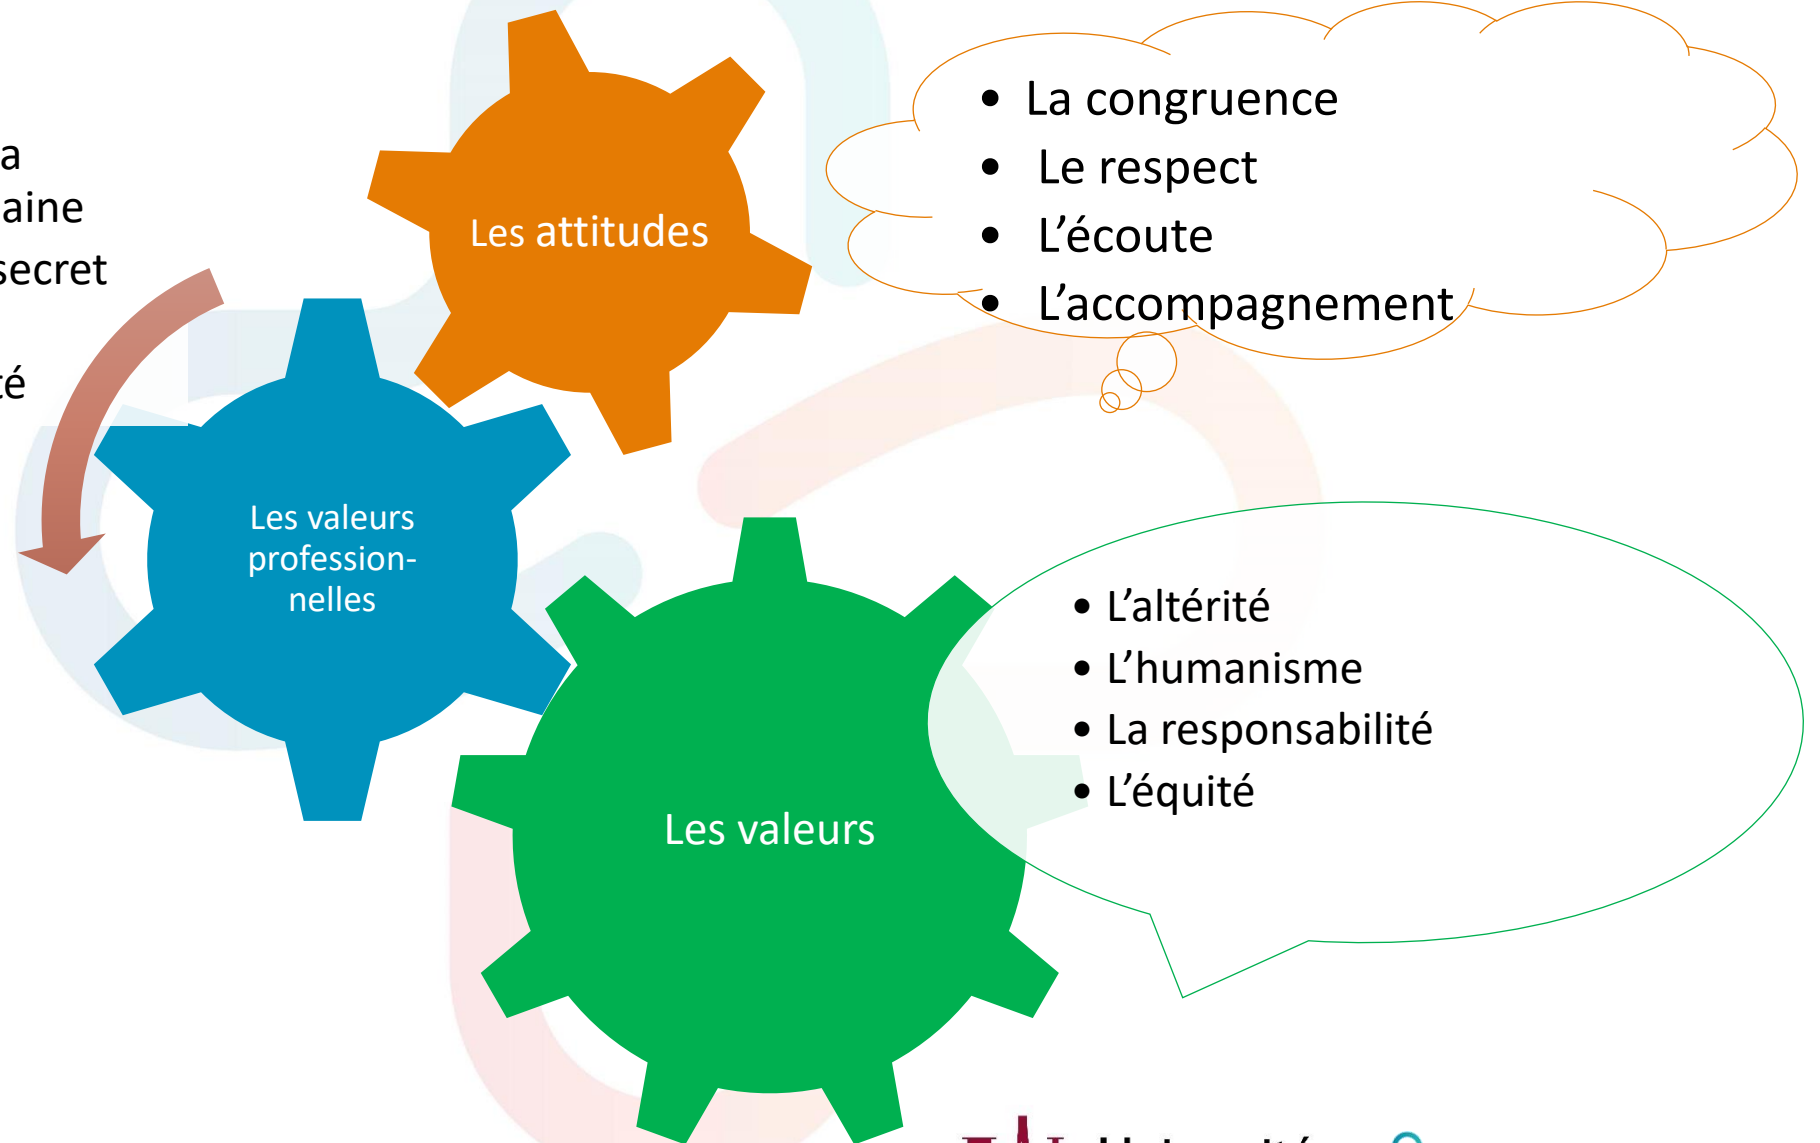 • La congruence
• Le respect
• L'écoute
• L'accompagnement
Les attitudes
secret
Les valeurs
profession-
nelles
• L'altérité
• L'humanisme
• La responsabilité
• L'équité
Les valeurs